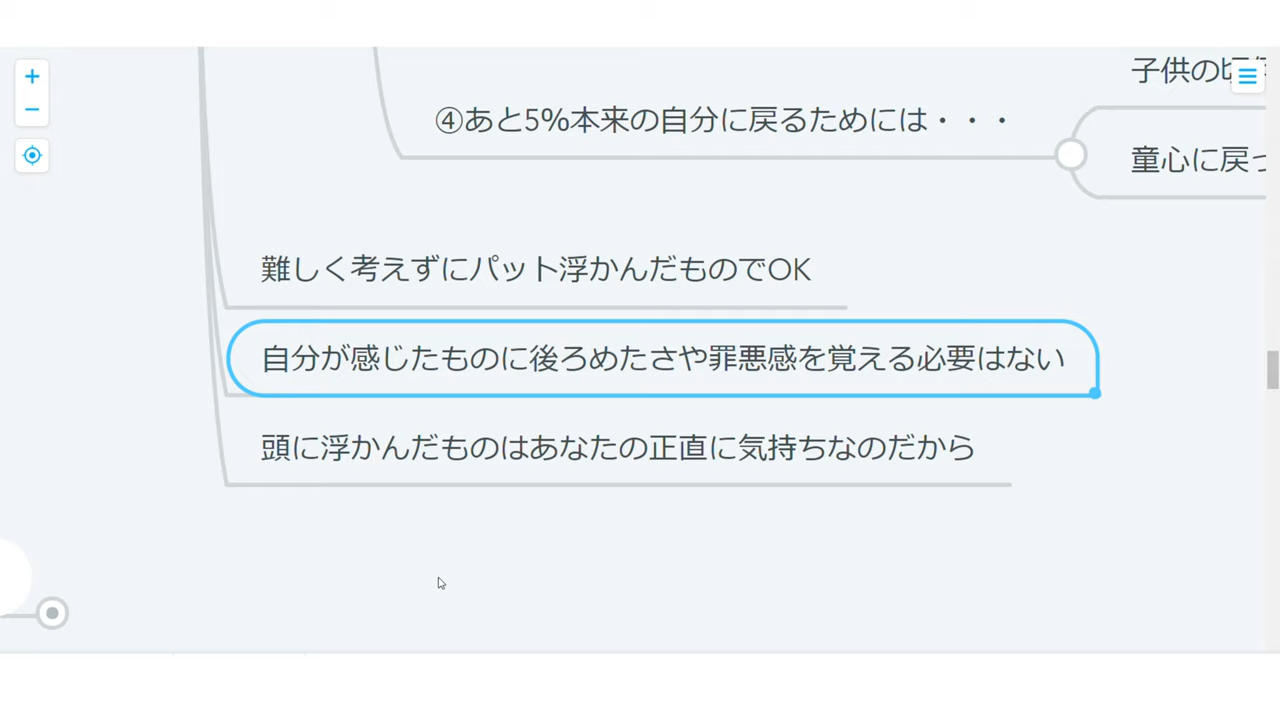 子供の頃
④あと5%本来の自分に戻るためには・・・
童心に戻っ
難しく考えずにパット浮かんだものでOK
自分が感じたものに後ろめたさや罪悪感を覚える必要はない
頭に浮かんだものはあなたの正直に気持ちなのだから